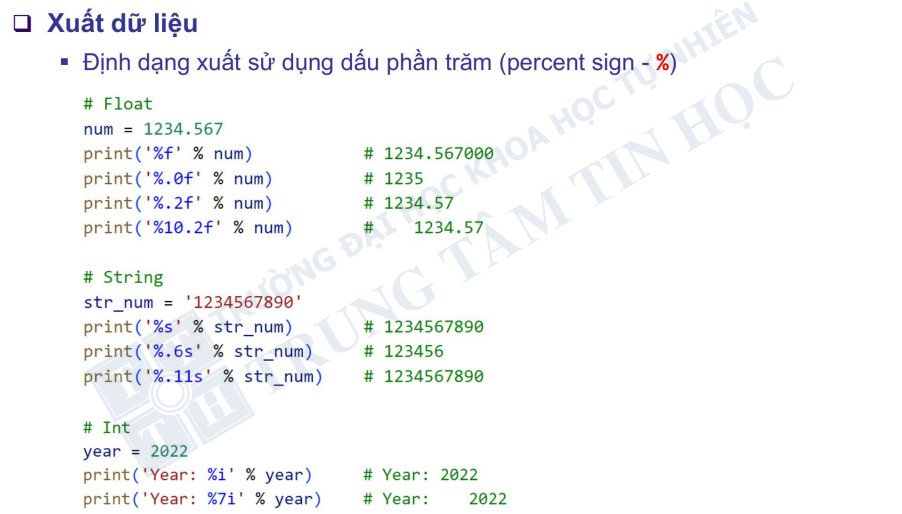 Xuất dữ liệu
Định dạng xuất sử dụng dấu phần trăm (percent sign - %)
# Float
num = 1234.567
print('%f' % num) # 1234.567000
print('%.0f' % num) # 1235
print('%.2f' % num) # 1234.57
print('%10.2f' % num) #    1234.57
# String
str_num = '1234567890'
print('%s' % str_num) # 1234567890
print('%.6s' % str_num) # 123456
print('%.11s' % str_num) # 1234567890
# Int
year = 2022
print('Year: %i' % year) # Year: 2022
print('Year: %7i' % year) # Year:    2022
TRƯỜNG ĐẠI HỌC KHOA HỌC TỰ NHIÊN
TRUNG TÂM TIN HỌC